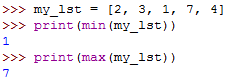 >>> my_lst = [2, 3, 1, 7, 4]
>>> print(min(my_lst))
1
>>> print(max(my_lst))
7